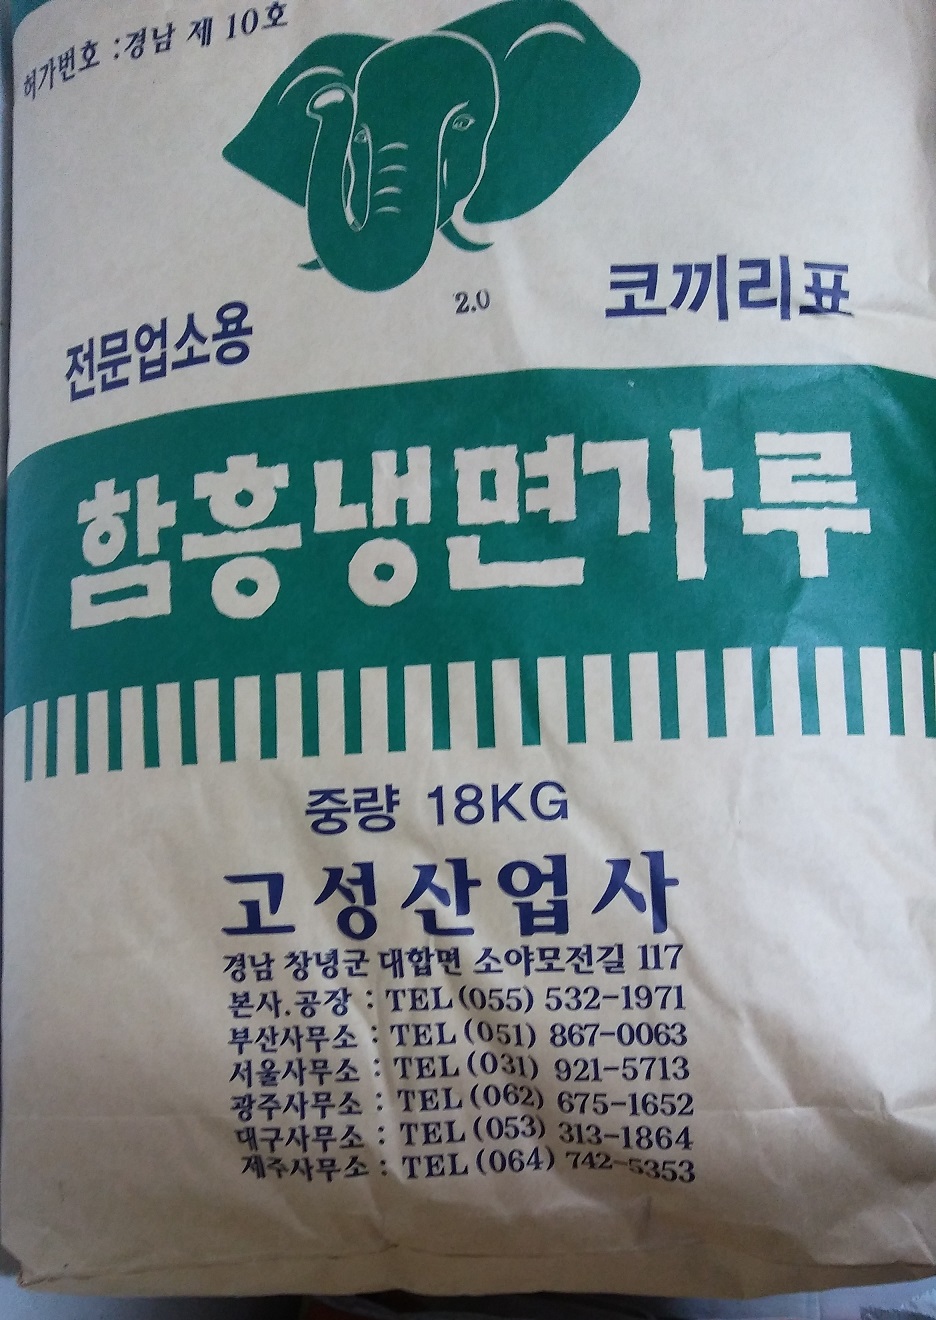 허가번호 :경남 제 10호
2.0
코끼리표
전문업소용
함흥냉면가루
중량 18KG
고성산업사
경남 창녕군 대합면 소야모전길 117
본사.공장 : TEL (055) 532-1971
부산사무소 : TEL (051) 867-0063
서울사무소 : TEL (031) 921-5713
광주사무소 : TEL (062) 675-1652
대구사무소 : TEL (053) 313-1864
제주사무소 : TEL (064) 742-5353